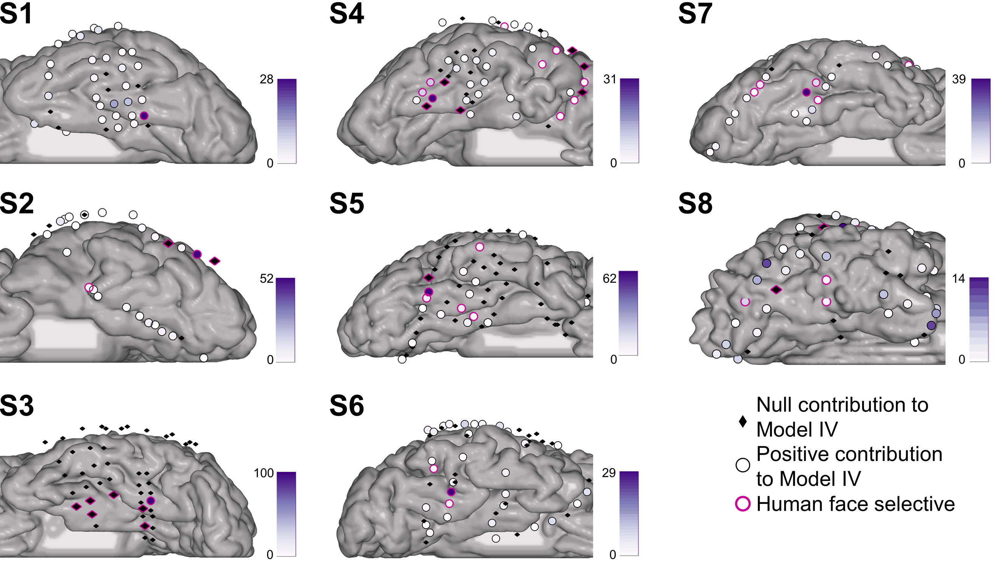 S1
28
0
S4
31
0
S7
39
0
S2
52
0
S5
62
0
S8
14
0
S3
100
0
S6
29
0
Null contribution to
Model IV
Positive contribution
to Model IV
Human face selective